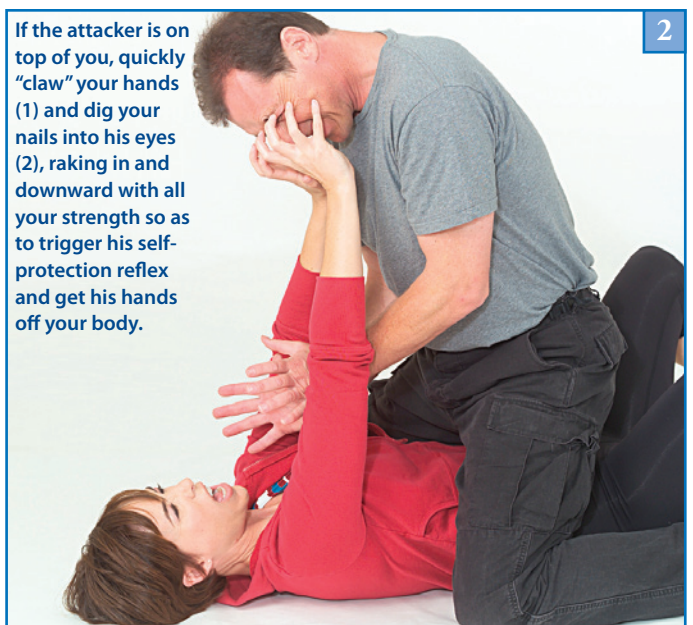 If the attacker is on
top of you, quickly
“claw” your hands
(1) and dig your
nails into his eyes
(2), raking in and
downward with all
your strength so as
to trigger his self-
protection reflex
and get his hands
off your body.
2